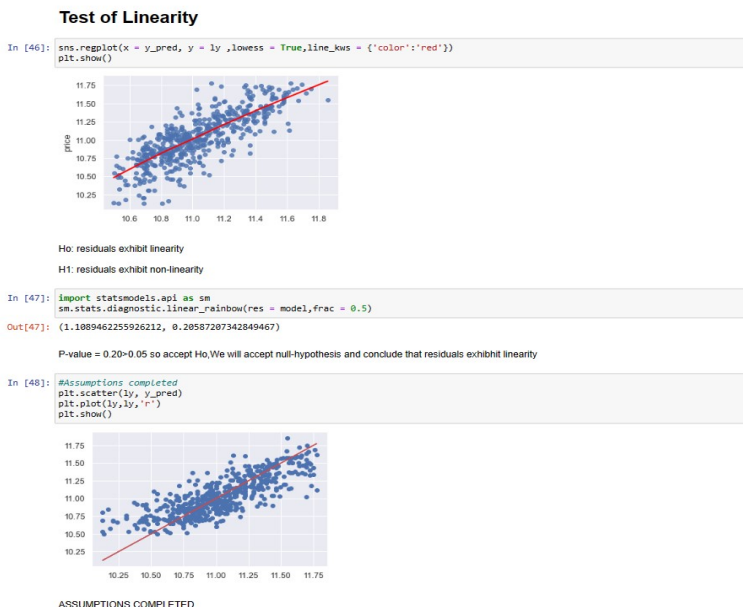 Test of Linearity
In [46]: sns.regplot(x = y_pred, y = ly ,lowess = True,line_kws = {'color':'red'})
plt.show()
11.75
11.50
11.25
11.00
10.75
10.50
10.25
price
10.6 10.8 11.0 11.2 11.4 11.6 11.8
Ho: residuals exhibit linearity
H1: residuals exhibit non-linearity
In [47]: import statsmodels.api as sm
sm.stats.diagnostic.linear_rainbow(res = model,frac = 0.5)
Out[47]: (1.1089462255926212, 0.20587207342849467)
P-value = 0.20>0.05 so accept Ho,We will accept null-hypothesis and conclude that residuals exhibhit linearity
In [48]: #Assumptions completed
plt.scatter(ly, y_pred)
plt.plot(ly,ly,'r')
plt.show()
11.75
11.50
11.25
11.00
10.75
10.50
10.25
10.25 10.50 10.75 11.00 11.25 11.50 11.75
ASSUMPTIONS COMPLETED